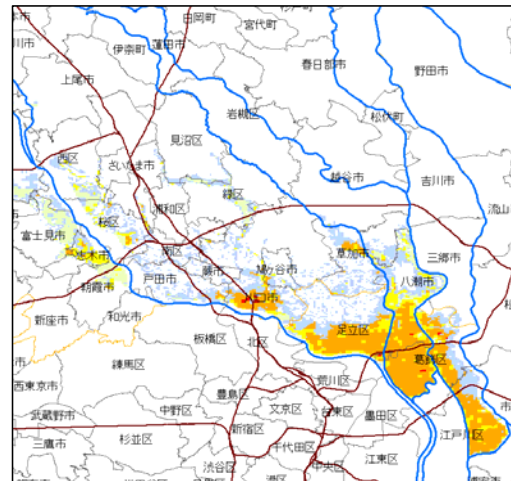 白岡町
宮代町
蓮田市
伊奈町
春日部市
野田市
上尾市
岩槻区
松伏町
見沼区
西区
さいたま市
越谷市
吉川市
緑区
流山
桜区
浦和区
富士見市
志木市
南区
草加市
三郷市
戸田市
蕨市
鳩ヶ谷市
八潮市
朝霞市
川口市
新座市
和光市
足立区
板橋区
北区
葛飾区
練馬区
西東京市
豊島区
荒川区
武蔵野市
中野区
文京区
台東区
墨田区
江戸川区
三鷹市
杉並区
新宿区
千代田区
江東区
渋谷区
中央区
港区